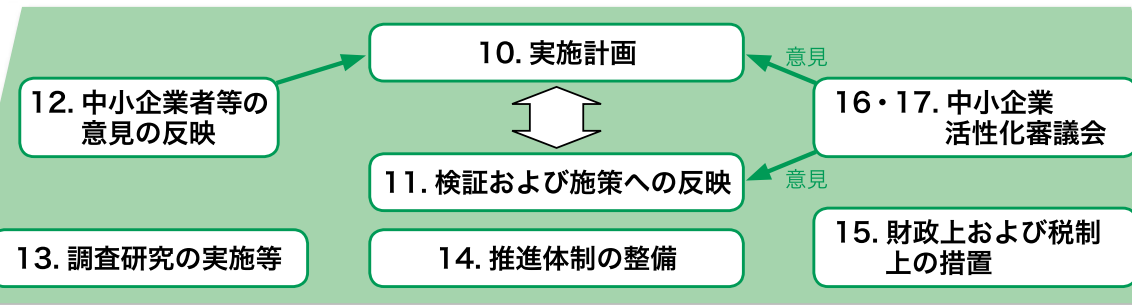 10. 実施計画
意見
12. 中小企業者等の
意見の反映
16・17. 中小企業
活性化審議会
11. 検証および施策への反映
意見
13. 調査研究の実施等
14. 推進体制の整備
15. 財政上および税制
上の措置